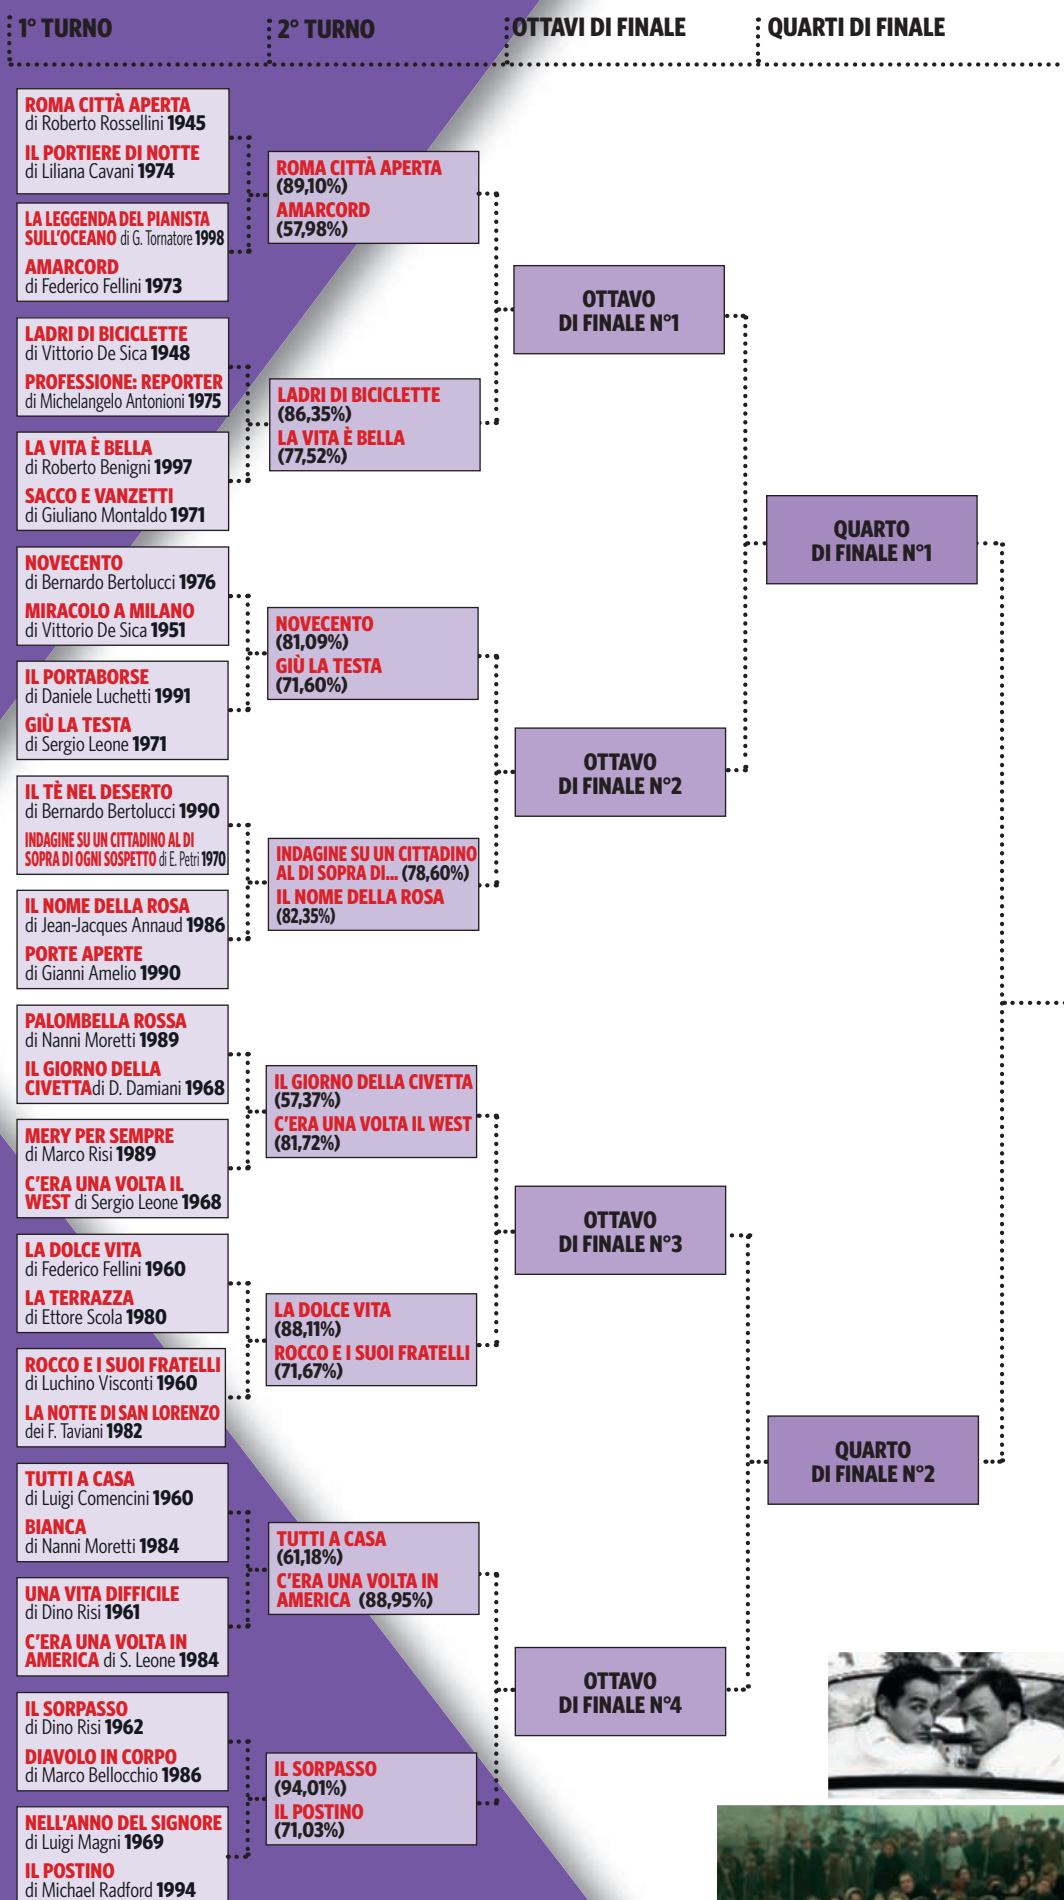 1° TURNO
2° TURNO
OTTAVI DI FINALE
QUARTI DI FINALE
ROMA CITTÀ APERTA
di Roberto Rossellini 1945
IL PORTIERE DI NOTTE
di Liliana Cavani 1974
LA LEGGENDA DEL PIANISTA
SULL'OCEANO di G. Tornatore 1998
AMARCORD
di Federico Fellini 1973
LADRI DI BICICLETTE
di Vittorio De Sica 1948
PROFESSIONE: REPORTER
di Michelangelo Antonioni 1975
LA VITA È BELLA
di Roberto Benigni 1997
SACCO E VANZETTI
di Giuliano Montaldo 1971
NOVECENTO
di Bernardo Bertolucci 1976
MIRACOLO A MILANO
di Vittorio De Sica 1951
IL PORTABORSE
di Daniele Luchetti 1991
GIÙ LA TESTA
di Sergio Leone 1971
IL TÈ NEL DESERTO
di Bernardo Bertolucci 1990
INDAGINE SU UN CITTADINO AL DI
SOPRA DI OGNI SOSPETTO di E. Petri 1970
IL NOME DELLA ROSA
di Jean-Jacques Annaud 1986
PORTE APERTE
di Gianni Amelio 1990
PALOMBELLA ROSSA
di Nanni Moretti 1989
IL GIORNO DELLA
CIVETTAdi D. Damiani 1968
MERY PER SEMPRE
di Marco Risi 1989
C'ERA UNA VOLTA IL
WEST di Sergio Leone 1968
LA DOLCE VITA
di Federico Fellini 1960
LA TERRAZZA
di Ettore Scola 1980
ROCCO E I SUOI FRATELLI
di Luchino Visconti 1960
LA NOTTE DI SAN LORENZO
dei F. Taviani 1982
TUTTI A CASA
di Luigi Comencini 1960
BIANCA
di Nanni Moretti 1984
UNA VITA DIFFICILE
di Dino Risi 1961
C'ERA UNA VOLTA IN
AMERICA di S. Leone 1984
IL SORPASSO
di Dino Risi 1962
DIAVOLO IN CORPO
di Marco Bellocchio 1986
NELL'ANNO DEL SIGNORE
di Luigi Magni 1969
IL POSTINO
di Michael Radford 1994
ROMA CITTÀ APERTA
(89,10%)
AMARCORD
(57,98%)
LADRI DI BICICLETTE
(86,35%)
LA VITA È BELLA
(77,52%)
NOVECENTO
(81,09%)
GIÙ LA TESTA
(71,60%)
INDAGINE SU UN CITTADINO
AL DI SOPRA DI... (78,60%)
IL NOME DELLA ROSA
(82,35%)
IL GIORNO DELLA CIVETTA
(57,37%)
C'ERA UNA VOLTA IL WEST
(81,72%)
LA DOLCE VITA
(88,11%)
ROCCO E I SUOI FRATELLI
(71,67%)
TUTTI A CASA
(61,18%)
C'ERA UNA VOLTA IN
AMERICA (88,95%)
IL SORPASSO
(94,01%)
IL POSTINO
(71,03%)
OTTAVO
DI FINALE N°1
OTTAVO
DI FINALE N°2
OTTAVO
DI FINALE N°3
OTTAVO
DI FINALE N°4
QUARTO
DI FINALE N°1
QUARTO
DI FINALE N°2